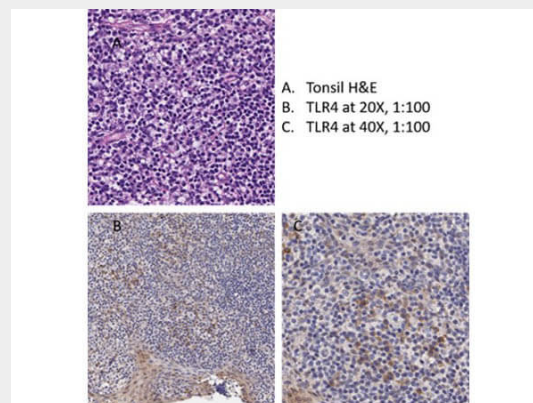 A
A. Tonsil H&E
B. TLR4 at 20X, 1:100
C. TLR4 at 40X, 1:100
B
C